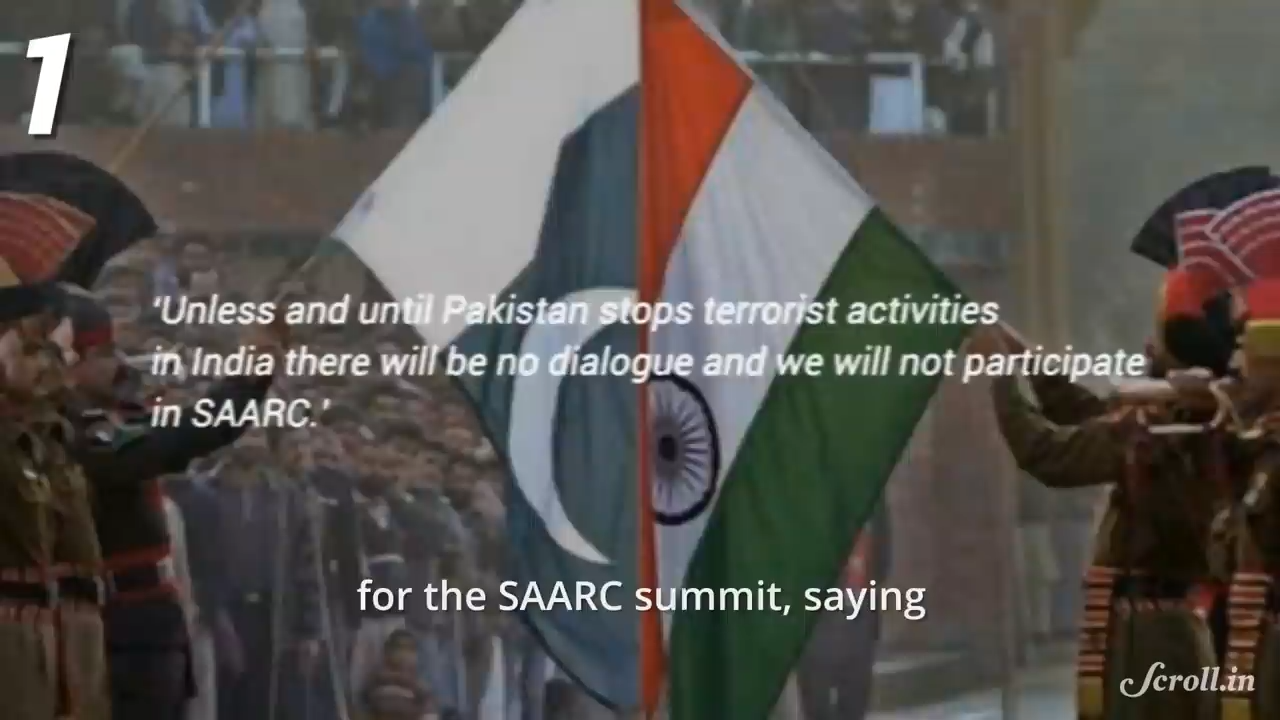 1
‘Unless and until Pakistan stops terrorist activities
in India there will be no dialogue and we will not participate
in SAARC.’
for the SAARC summit, saying
Scroll.in